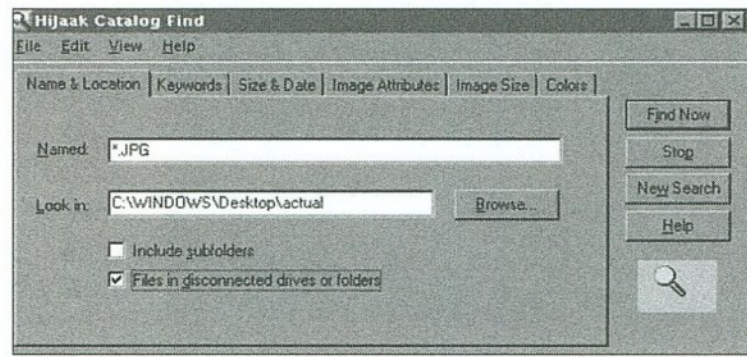 HiJaak Catalog Find
File Edit View Help
Name & Location Keywords Size & Date Image Attributes Image Size Colors
Find Now
Named: *.JPG
Stop
New Search
Look in: C:\WINDOWS\Desktop\actual Browse...
Help
Include subfolders
Files in disconnected drives or folders